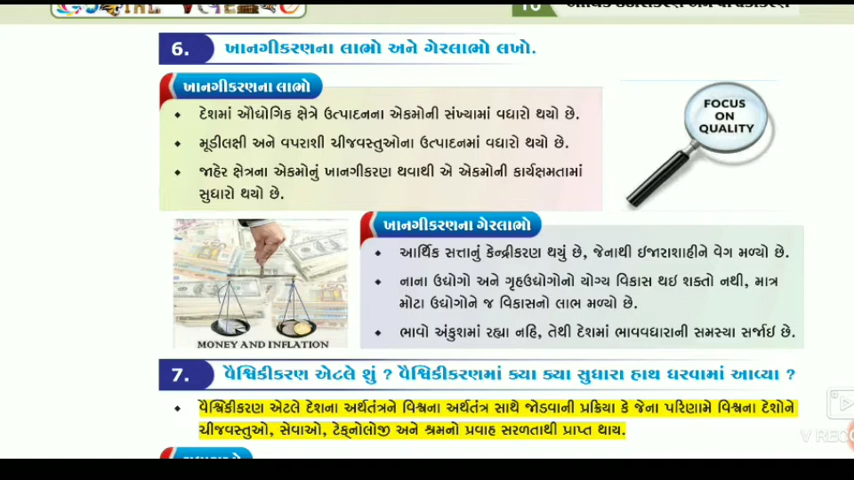 6. ખાનગીકરણના લાભો અને ગેરલાભો લખો.
ખાનગીકરણના લાભો
• દેશમાં ઔદ્યોગિક ક્ષેત્રે ઉત્પાદનના એકમોની સંખ્યામાં વધારો થયો છે.
• મૂડીલક્ષી અને વપરાશી ચીજવસ્તુઓના ઉત્પાદનમાં વધારો થયો છે.
• જાહેર ક્ષેત્રના એકમોનું ખાનગીકરણ થવાથી એ એકમોની કાર્યક્ષમતામાં
સુધારો થયો છે.
FOCUS
ON
QUALITY
ખાનગીકરણના ગેરલાભો
• આર્થિક સત્તાનું કેન્દ્રીકરણ થયું છે, જેનાથી ઇજારાશાહીને વેગ મળ્યો છે.
• નાના ઉદ્યોગો અને ગૃહઉદ્યોગોનો યોગ્ય વિકાસ થઇ શક્તો નથી, માત્ર
મોટા ઉદ્યોગોને જ વિકાસનો લાભ મળ્યો છે.
• ભાવો અંકુશમાં રહ્યા નહિ, તેથી દેશમાં ભાવવધારાની સમસ્યા સર્જાઇ છે.
MONEY AND INFLATION
7. વૈશ્વિકીકરણ એટલે શું ? વૈશ્વિકીકરણમાં ક્યા ક્યા સુધારા હાથ ધરવામાં આવ્યા ?
• વૈશ્વિકીકરણ એટલે દેશના અર્થતંત્રને વિશ્વના અર્થતંત્ર સાથે જોડવાની પ્રક્રિયા કે જેના પરિણામે વિશ્વના દેશોને
ચીજવસ્તુઓ, સેવાઓ, ટેક્નોલોજી અને શ્રમનો પ્રવાહ સરળતાથી પ્રાપ્ત થાય.